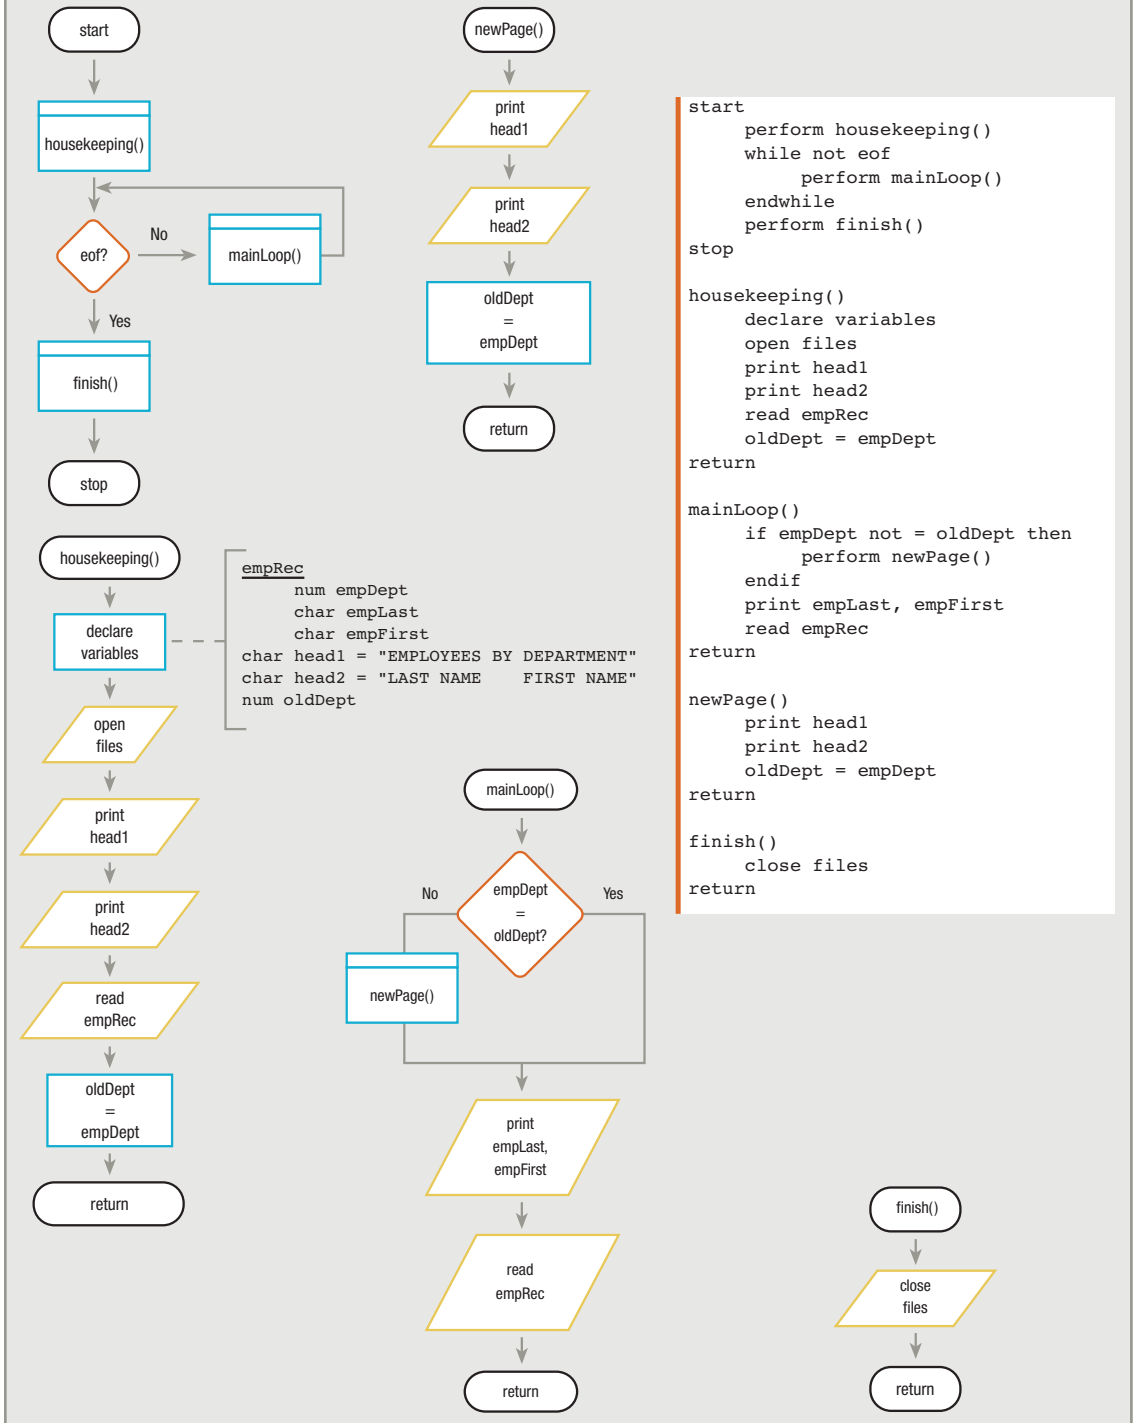 start
housekeeping()
eof?
No
mainLoop()
Yes
finish()
stop
newPage()
print
head1
print
head2
oldDept
=
empDept
return
start
perform housekeeping()
while not eof
perform mainLoop()
endwhile
perform finish()
stop
housekeeping()
declare variables
open files
print head1
print head2
read empRec
oldDept = empDept
return
mainLoop()
if empDept not = oldDept then
perform newPage()
endif
print empLast, empFirst
read empRec
return
newPage()
print head1
print head2
oldDept = empDept
return
finish()
close files
return
housekeeping()
declare
variables
empRec
num empDept
char empLast
char empFirst
char head1 = "EMPLOYEES BY DEPARTMENT"
char head2 = "LAST NAME    FIRST NAME"
num oldDept
open
files
print
head1
print
head2
read
empRec
oldDept
=
empDept
return
mainLoop()
empDept
=
oldDept?
No
Yes
newPage()
print
empLast,
empFirst
read
empRec
return
finish()
close
files
return